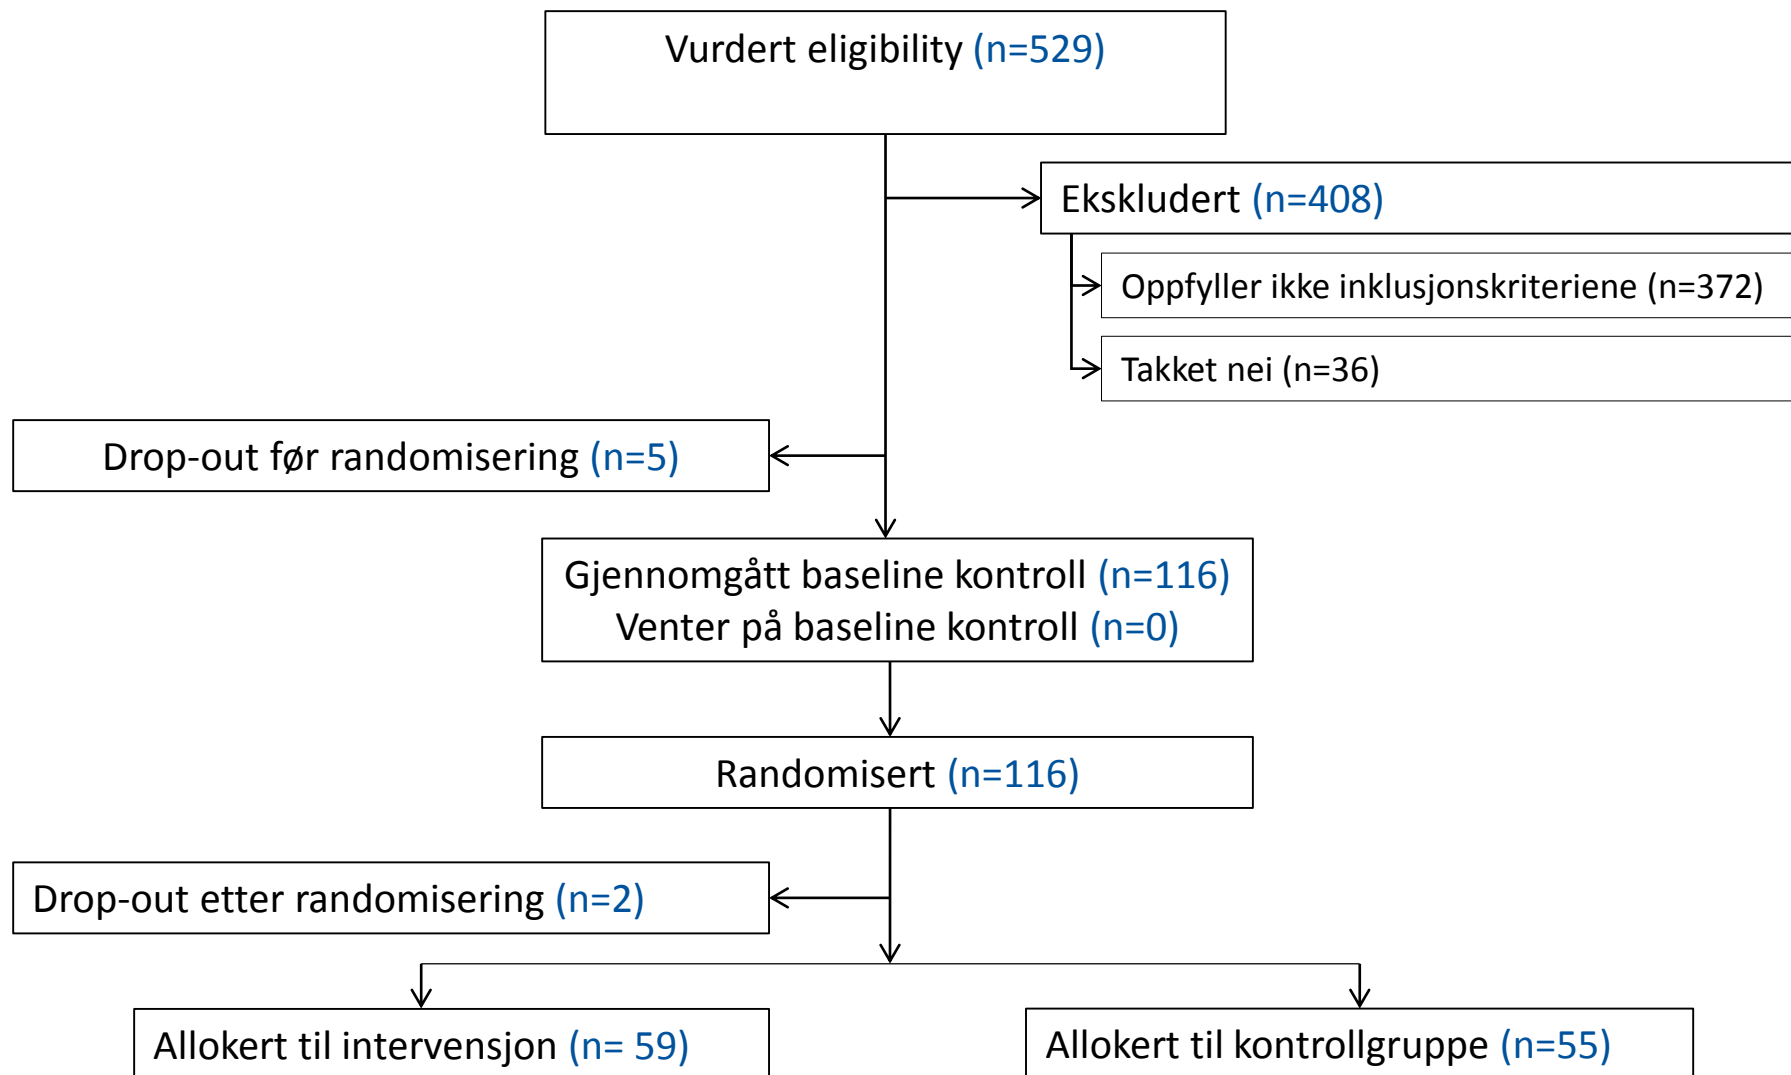 Vurdert eligibility (n=529)
Ekskludert (n=408)
Oppfyller ikke inklusjonskriteriene (n=372)
Takket nei (n=36)
Drop-out før randomisering (n=5)
Gjennomgått baseline kontroll (n=116)
Venter på baseline kontroll (n=0)
Randomisert (n=116)
Drop-out etter randomisering (n=2)
Allokert til intervensjon (n= 59)
Allokert til kontrollgruppe (n=55)